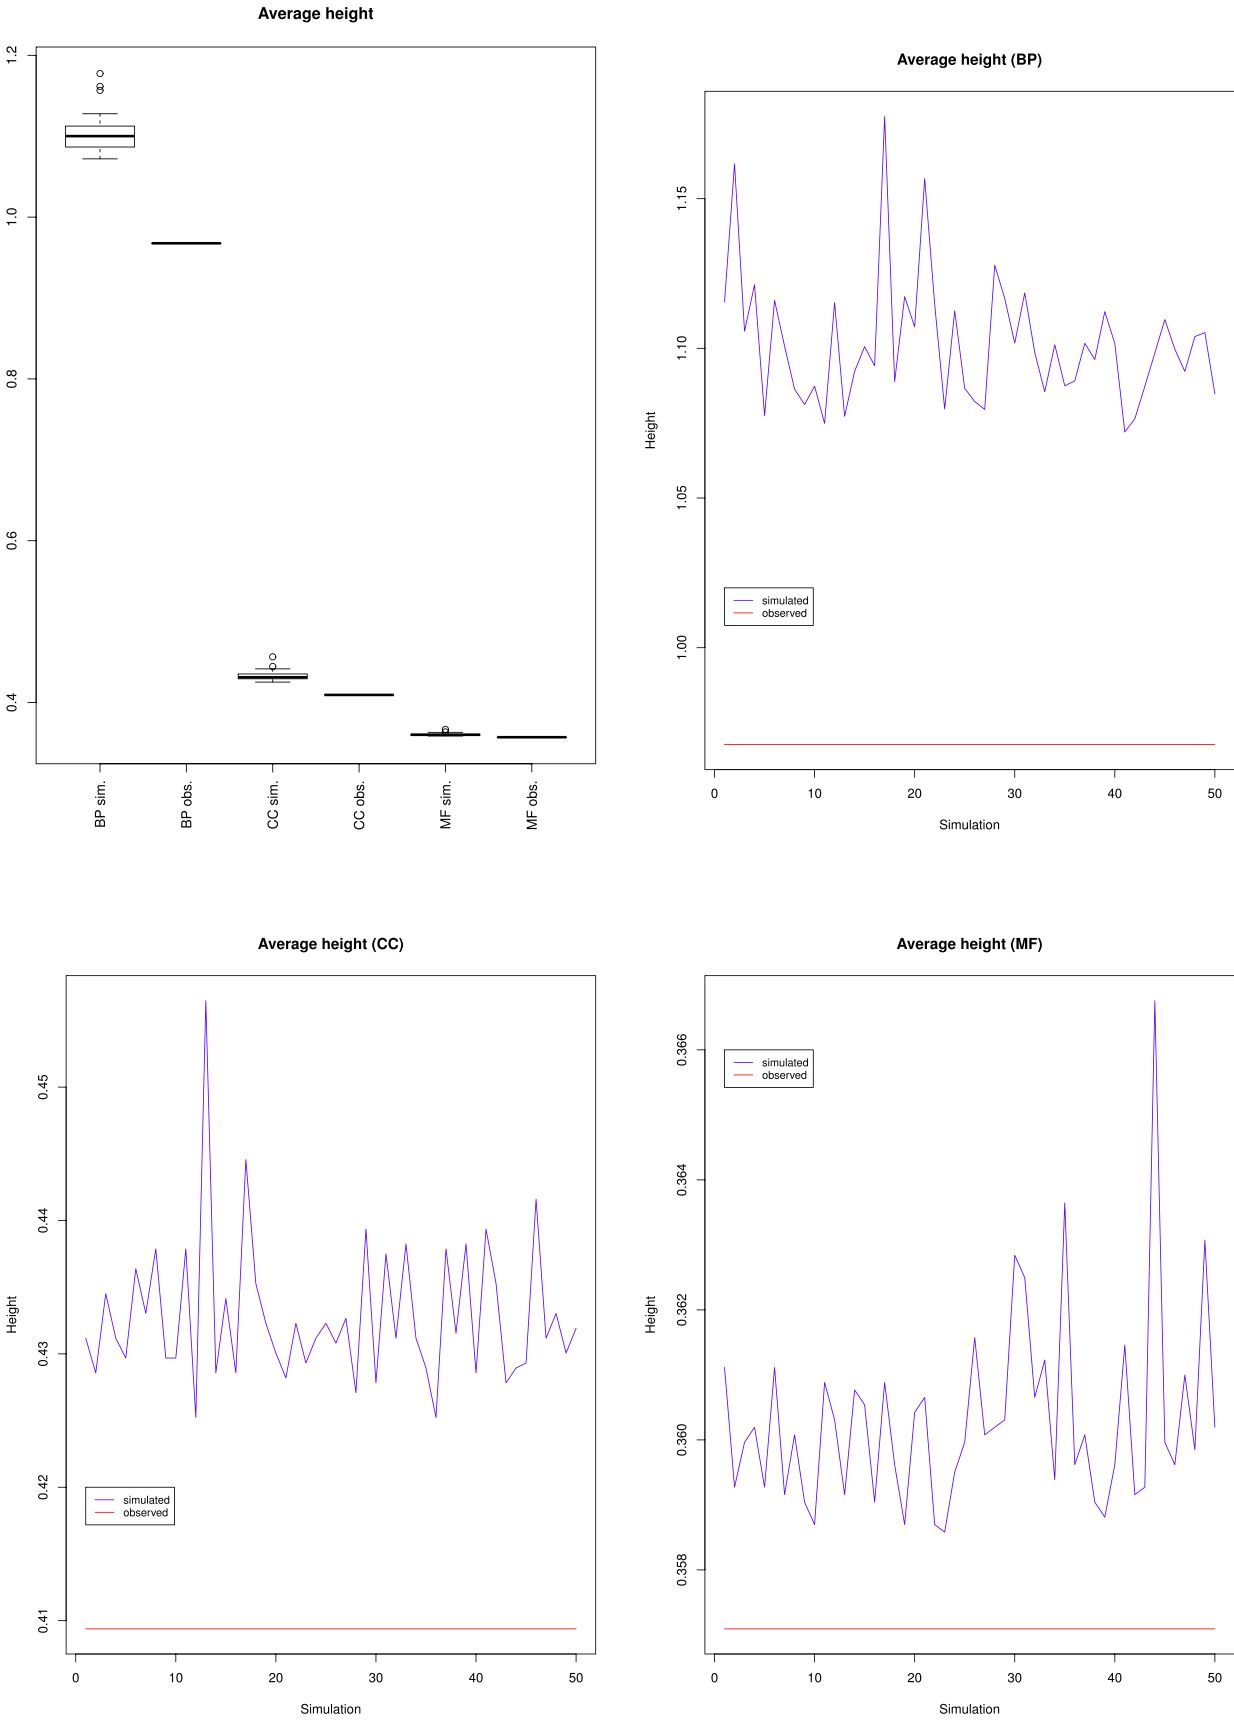 Average height
1.2
1.0
0.8
0.6
0.4
BP sim.
BP obs.
CC sim.
CC obs.
MF sim.
MF obs.
Average height (BP)
Height
1.15
1.10
1.05
1.00
simulated
observed
0
10
20
30
40
50
Simulation
Average height (CC)
Height
0.45
0.44
0.43
0.42
0.41
simulated
observed
0
10
20
30
40
50
Simulation
Average height (MF)
Height
0.366
0.364
0.362
0.360
0.358
simulated
observed
0
10
20
30
40
50
Simulation